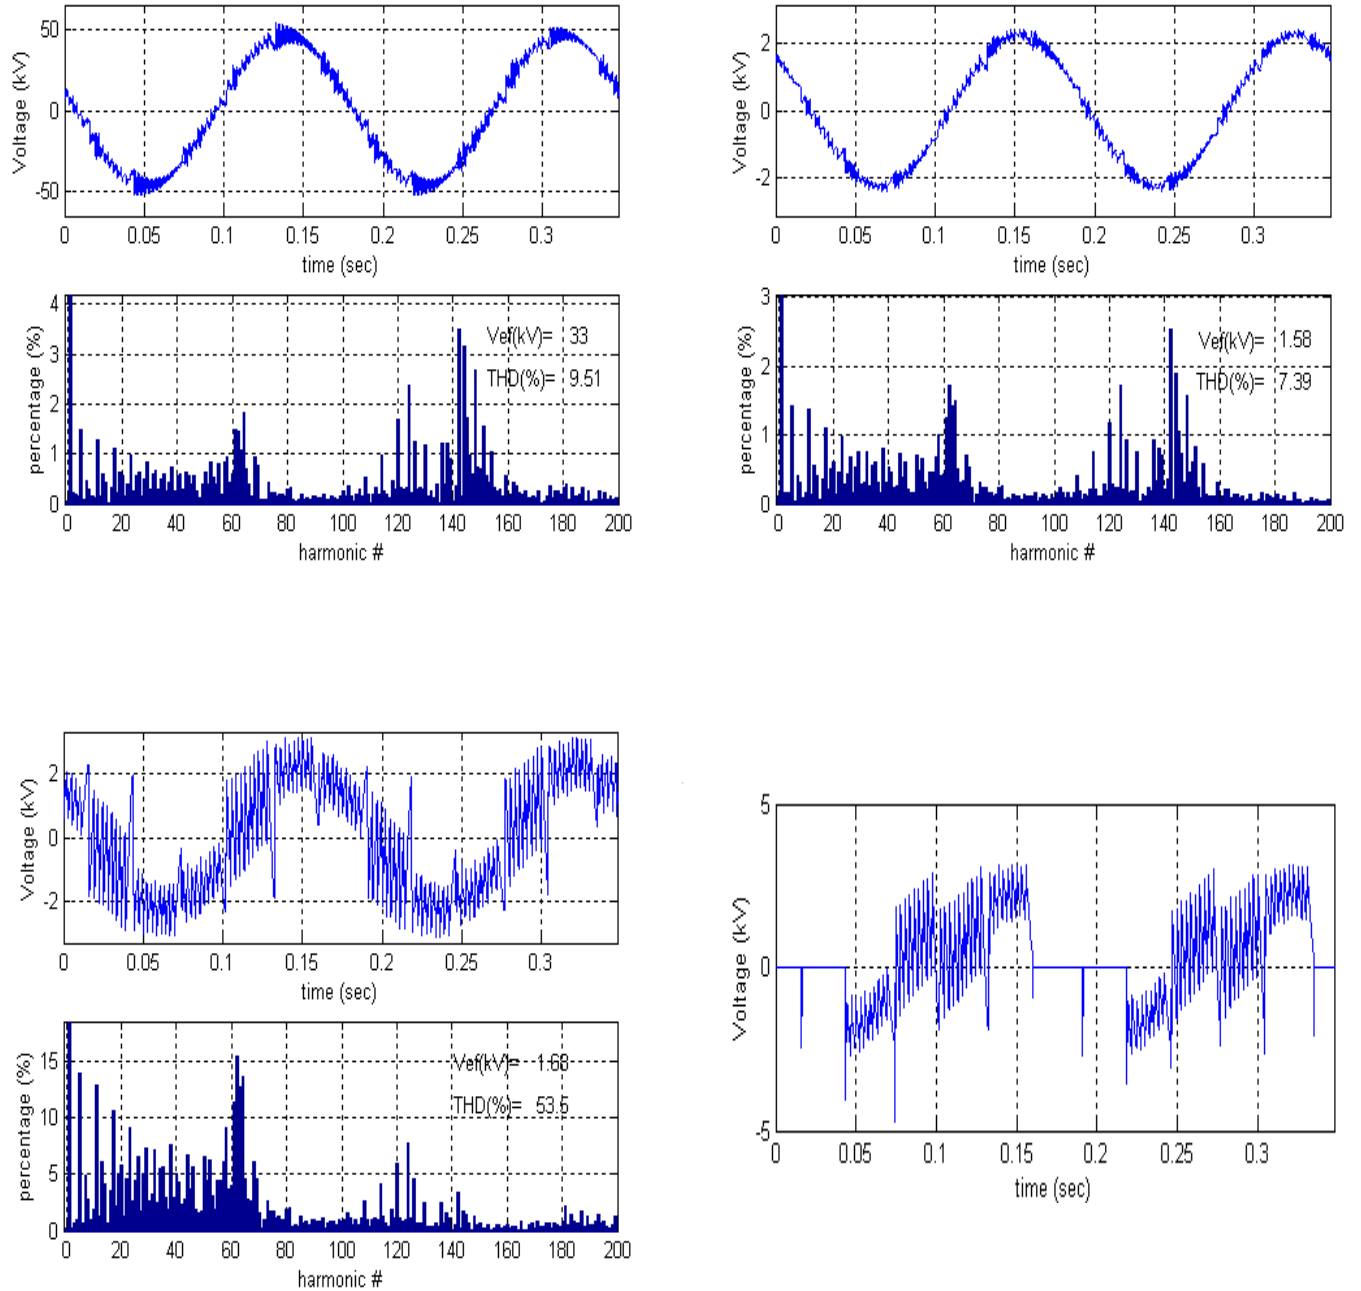 Voltage (kV)
50
0
-50
0 0.05 0.1 0.15 0.2 0.25 0.3
time (sec)
percentage (%)
4
3
2
1
0
Vef(kV)= 33
THD(%)= 9.51
0 20 40 60 80 100 120 140 160 180 200
harmonic #
Voltage (kV)
2
0
-2
0 0.05 0.1 0.15 0.2 0.25 0.3
time (sec)
percentage (%)
3
2
1
0
Vef(kV)= 1.58
THD(%)= 7.39
0 20 40 60 80 100 120 140 160 180 200
harmonic #
Voltage (kV)
2
0
-2
0 0.05 0.1 0.15 0.2 0.25 0.3
time (sec)
percentage (%)
15
10
5
0
Vef(kV)= 1.68
THD(%)= 53.5
0 20 40 60 80 100 120 140 160 180 200
harmonic #
Voltage (kV)
5
0
-5
0 0.05 0.1 0.15 0.2 0.25 0.3
time (sec)